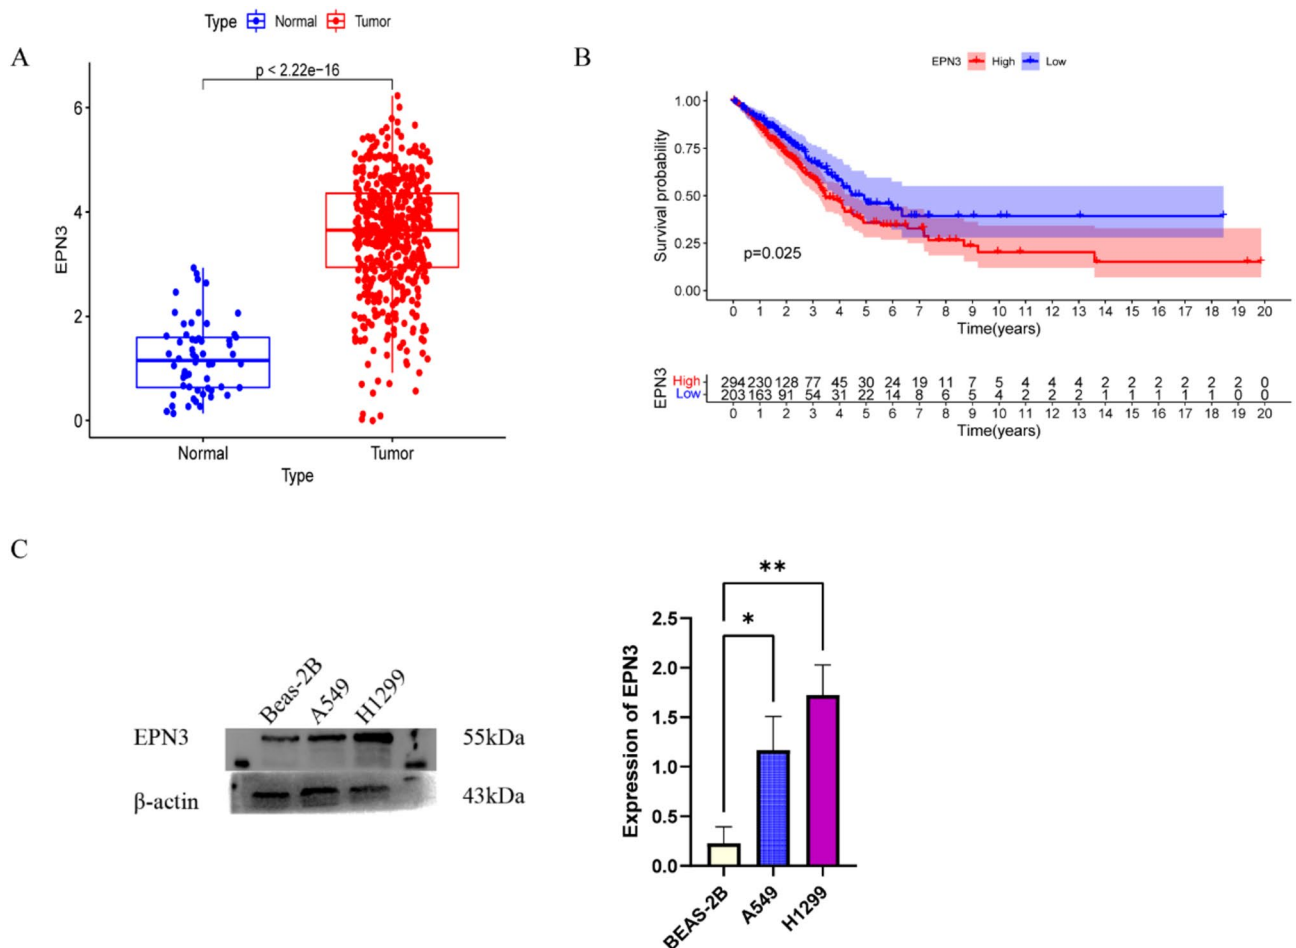 A
Type Normal Tumor
p < 2.22e−16
EPN3
6
4
2
0
Normal Tumor
Type
B
EPN3 High Low
Survival probability
1.00
0.75
0.50
0.25
0.00
p=0.025
0 1 2 3 4 5 6 7 8 9 10 11 12 13 14 15 16 17 18 19 20
Time(years)
EPN3
High 294 230 128 77 45 30 24 19 11 7 5 4 4 4 2 2 2 2 2 2 0
Low 203 163 91 54 31 22 14 8 6 5 4 2 2 2 1 1 1 1 1 0 0
0 1 2 3 4 5 6 7 8 9 10 11 12 13 14 15 16 17 18 19 20
Time(years)
C
Beas-2B A549 H1299
EPN3 55kDa
β-actin 43kDa
Expression of EPN3
2.5
2.0
1.5
1.0
0.5
0.0
**
*
BEAS-2B A549 H1299